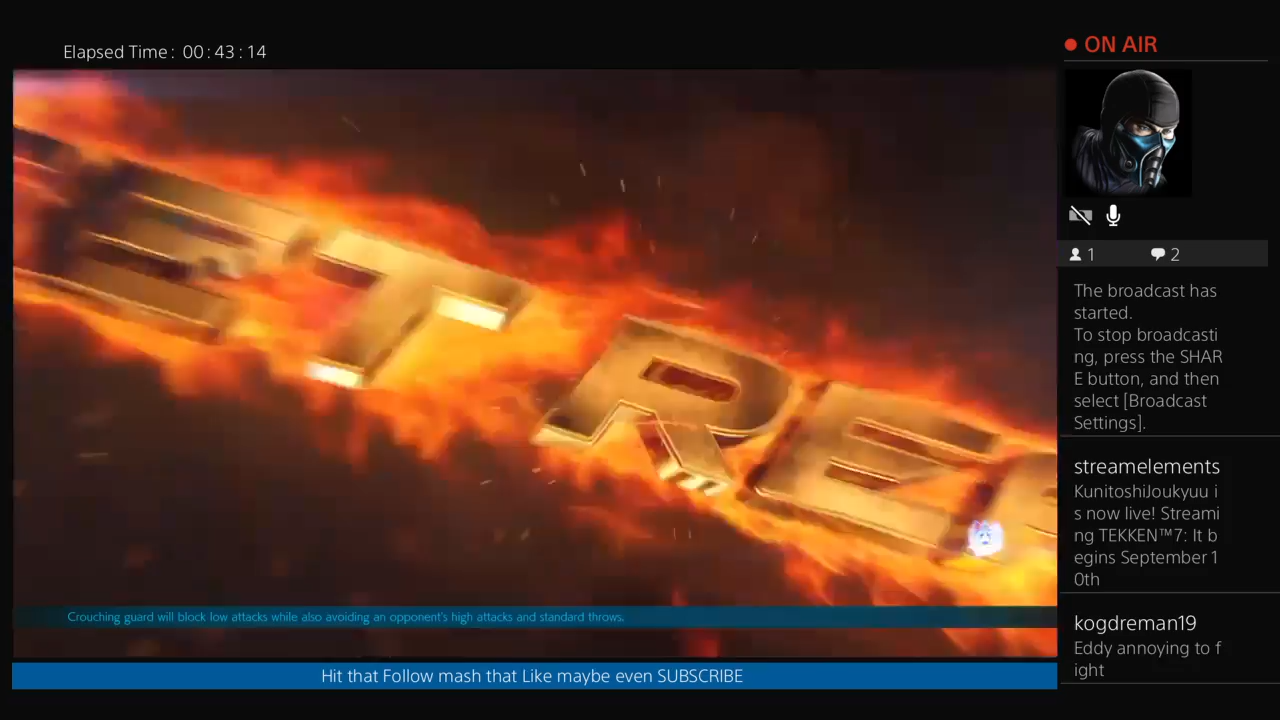 Elapsed Time: 00:43:14
ON AIR
ET RE
1
2
The broadcast has
started.
To stop broadcasti
ng, press the SHAR
E button, and then
select [Broadcast
Settings].
streamelements
KunitoshiJoukyuu i
s now live! Streami
ng TEKKEN™7: It b
egins September 1
0th
kogdreman19
Eddy annoying to f
ight
Crouching guard will block low attacks while also avoiding an opponent's high attacks and standard throws.
Hit that Follow mash that Like maybe even SUBSCRIBE